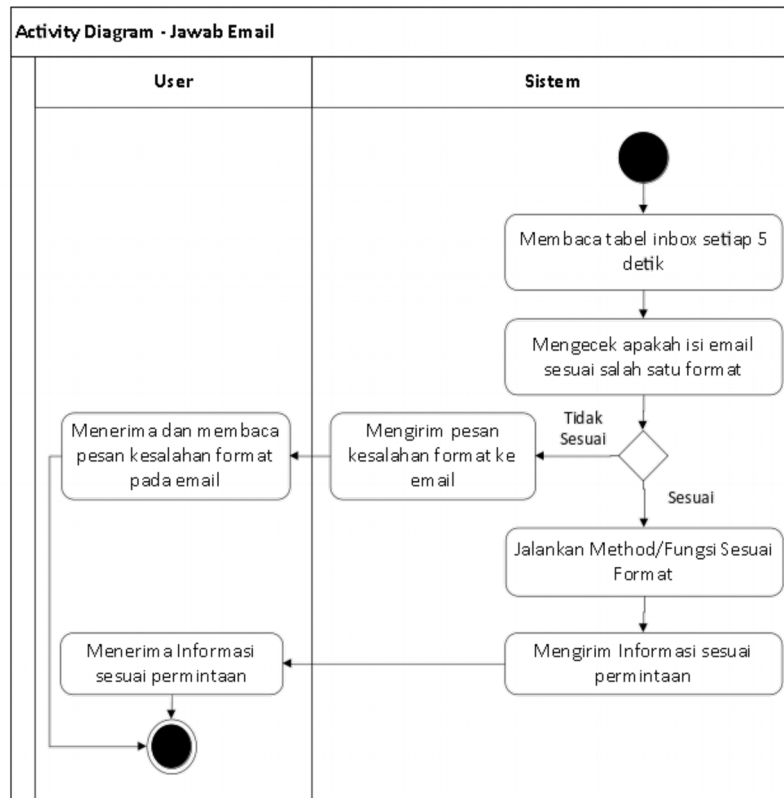 Activity Diagram - Jawab Email
User
Sistem
Membaca tabel inbox setiap 5
detik
Mengecek apakah isi email
sesuai salah satu format
Tidak
Sesuai
Mengirim pesan
kesalahan format ke
email
Menerima dan membaca
pesan kesalahan format
pada email
Sesuai
Jalankan Method/Fungsi Sesuai
Format
Mengirim Informasi sesuai
permintaan
Menerima Informasi
sesuai permintaan